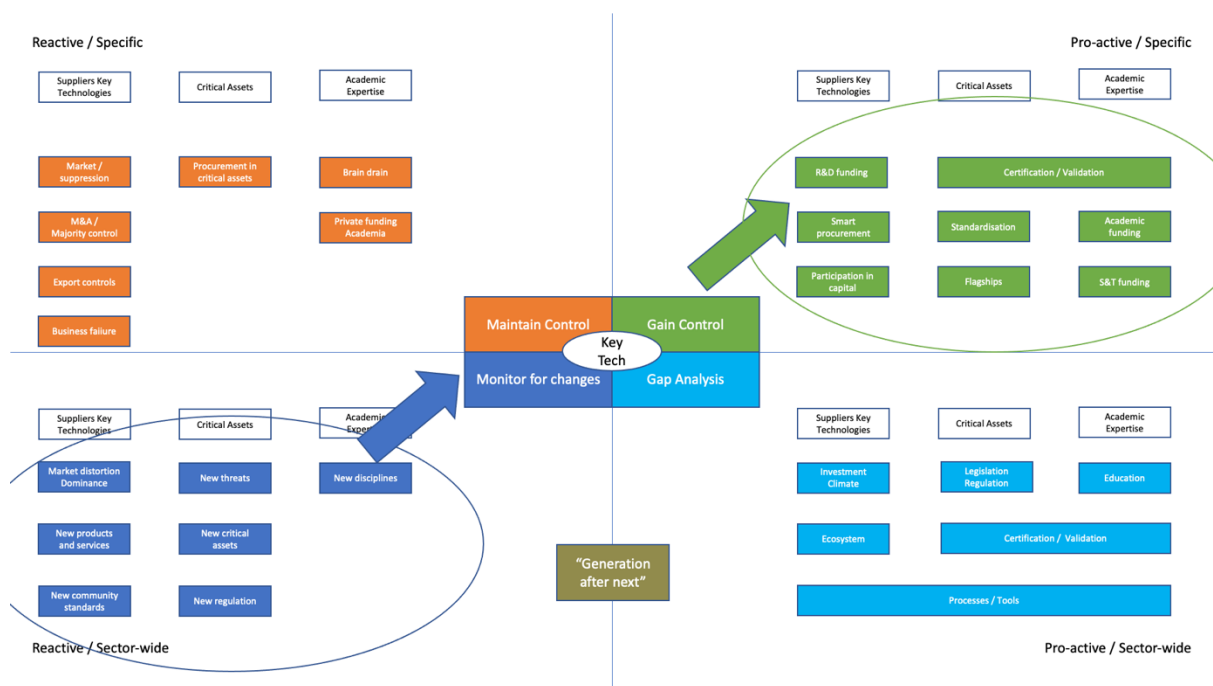 Reactive / Specific
Suppliers Key
Technologies
Critical Assets
Academic
Expertise
Market /
suppression
Procurement in
critical assets
Brain drain
M&A /
Majority control
Private funding
Academia
Export controls
Business failure
Pro-active / Specific
Suppliers Key
Technologies
Critical Assets
Academic
Expertise
R&D funding
Certification / Validation
Smart
procurement
Standardisation
Academic
funding
Participation in
capital
Flagships
S&T funding
Maintain Control
Gain Control
Key
Tech
Monitor for changes
Gap Analysis
Suppliers Key
Technologies
Critical Assets
Academic
Expertise
Market distortion
Dominance
New threats
New disciplines
New products
and services
New critical
assets
New community
standards
New regulation
Reactive / Sector-wide
"Generation
after next"
Suppliers Key
Technologies
Critical Assets
Academic
Expertise
Investment
Climate
Legislation
Regulation
Education
Ecosystem
Certification / Validation
Processes / Tools
Pro-active / Sector-wide